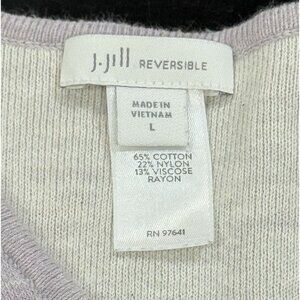 J.Jill REVERSIBLE
MADE IN
VIETNAM
L
65% COTTON
22% NYLON
13% VISCOSE
RAYON
RN 97641